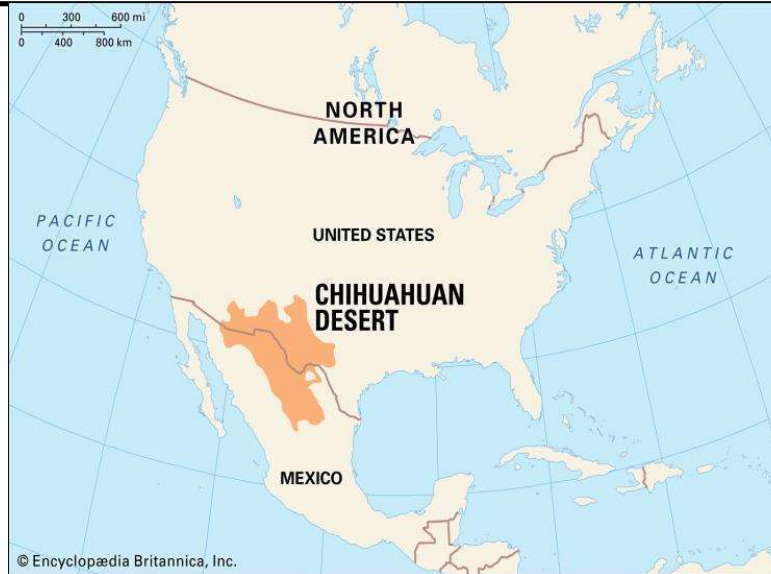 0 300 600 mi
0 400 800 km
NORTH
AMERICA
PACIFIC
OCEAN
UNITED STATES
ATLANTIC
OCEAN
CHIHUAHUAN
DESERT
MEXICO
© Encyclopædia Britannica, Inc.